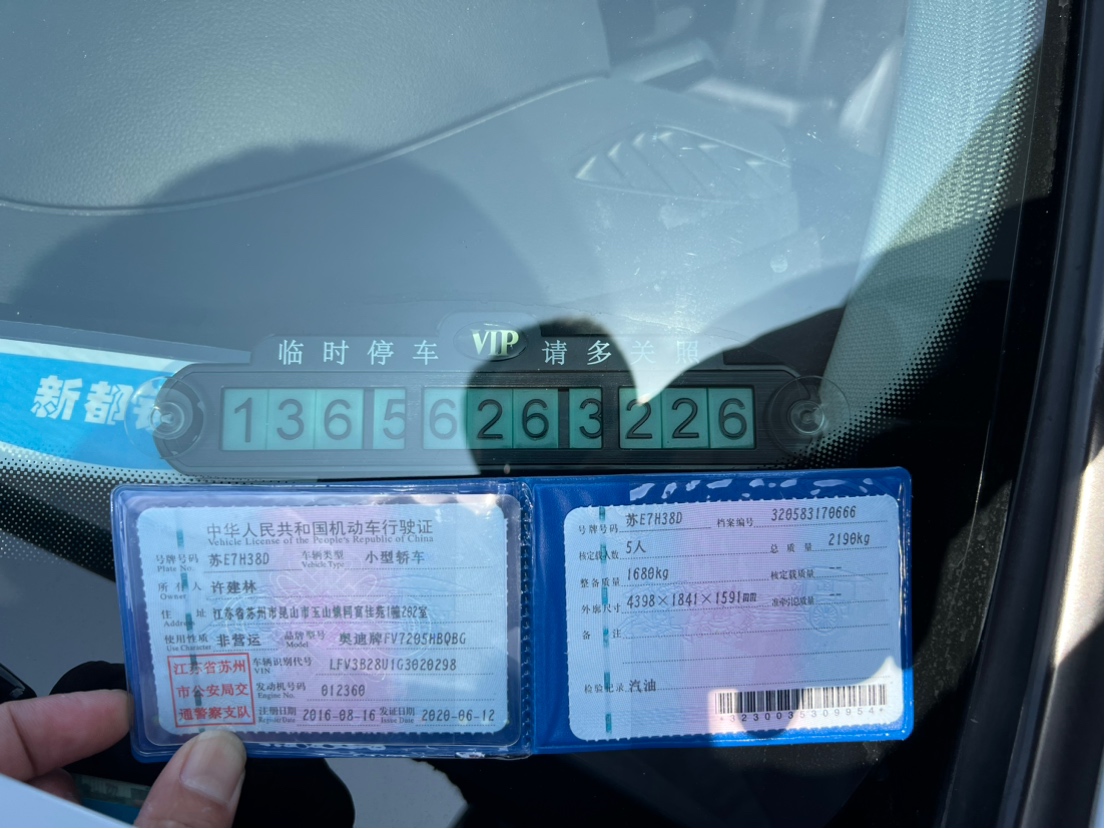 临时停车 VIP 请多关照
新都
13656263226
中华人民共和国机动车行驶证
Vehicle License of the People's Republic of China
号牌号码 苏E7H38D 车辆类型 小型轿车
Plate No. Vehicle Type
所有人 许建林
Owner
住址 江苏省苏州市昆山市玉山镇
Address
使用性质 非营运 品牌型号 奥迪牌FV7205HBQBG
Use Character Model
江苏省苏州
市公安局交
通警察支队
车辆识别代号 LFV3B28U1G3020298
VIN
发动机号码 012360
Engine No.
注册日期 2016-08-16 发证日期 2020-06-12
Register Date Issue Date
号牌号码 苏E7H38D 档案编号 320583170666
核定载人数 5人 总质量 2190kg
整备质量 1680kg 核定载质量 --
外廓尺寸 4398×1841×1591mm 准牵引总质量 --
备注
检验记录 汽油
*3230035309954*